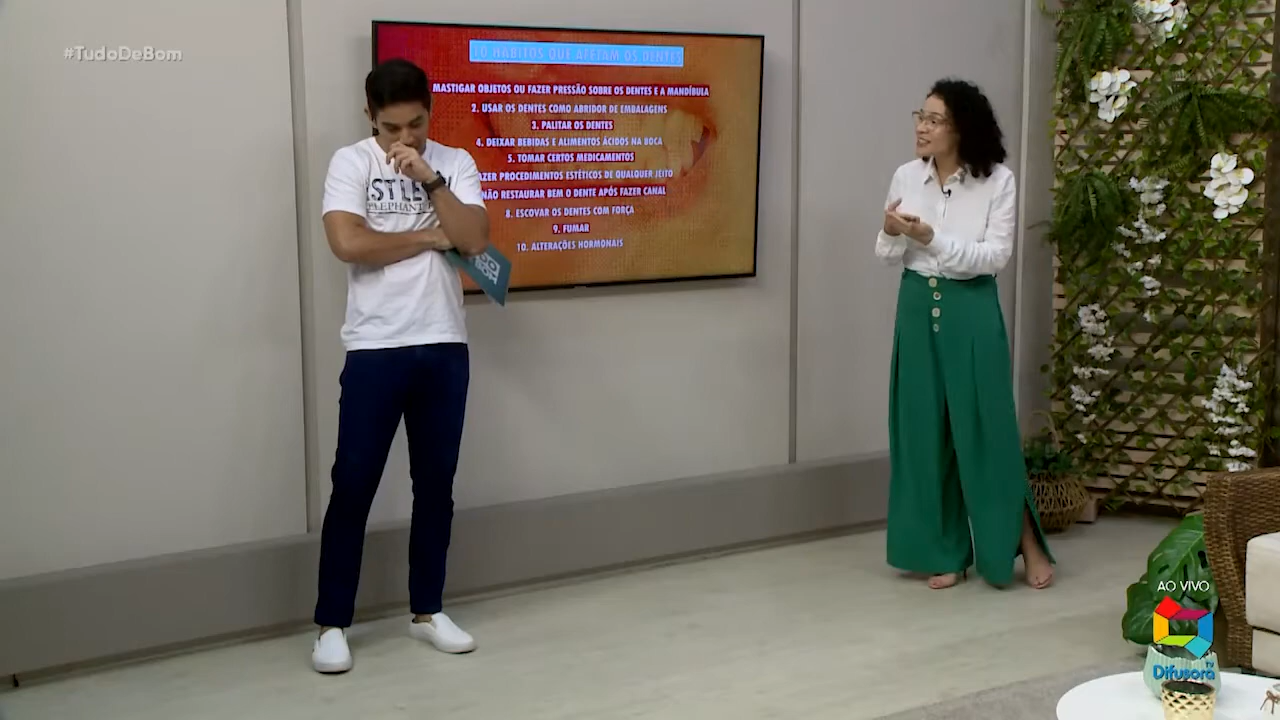 #TudoDeBom
10 HÁBITOS QUE AFETAM OS DENTES
MASTIGAR OBJETOS OU FAZER PRESSÃO SOBRE OS DENTES E A MANDÍBULA
2. USAR OS DENTES COMO ABRIDOR DE EMBALAGENS
3. PALITAR OS DENTES
4. DEIXAR BEBIDAS E ALIMENTOS ÁCIDOS NA BOCA
5. TOMAR CERTOS MEDICAMENTOS
AZER PROCEDIMENTOS ESTÉTICOS DE QUALQUER JEITO
NÃO RESTAURAR BEM O DENTE APÓS FAZER CANAL
8. ESCOVAR OS DENTES COM FORÇA
9. FUMAR
10. ALTERAÇÕES HORMONAIS
AO VIVO
TV
Difusora